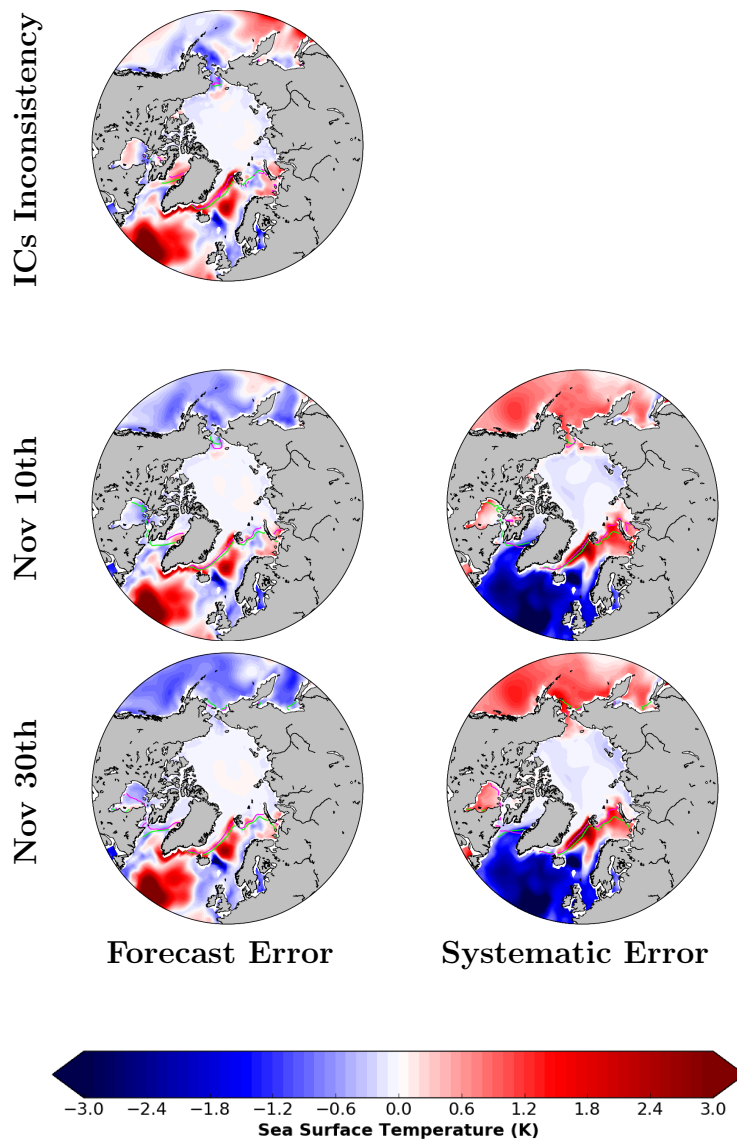 ICs Inconsistency
Nov 10th
Nov 30th
Forecast Error
Systematic Error
−3.0 −2.4 −1.8 −1.2 −0.6 0.0 0.6 1.2 1.8 2.4 3.0
Sea Surface Temperature (K)